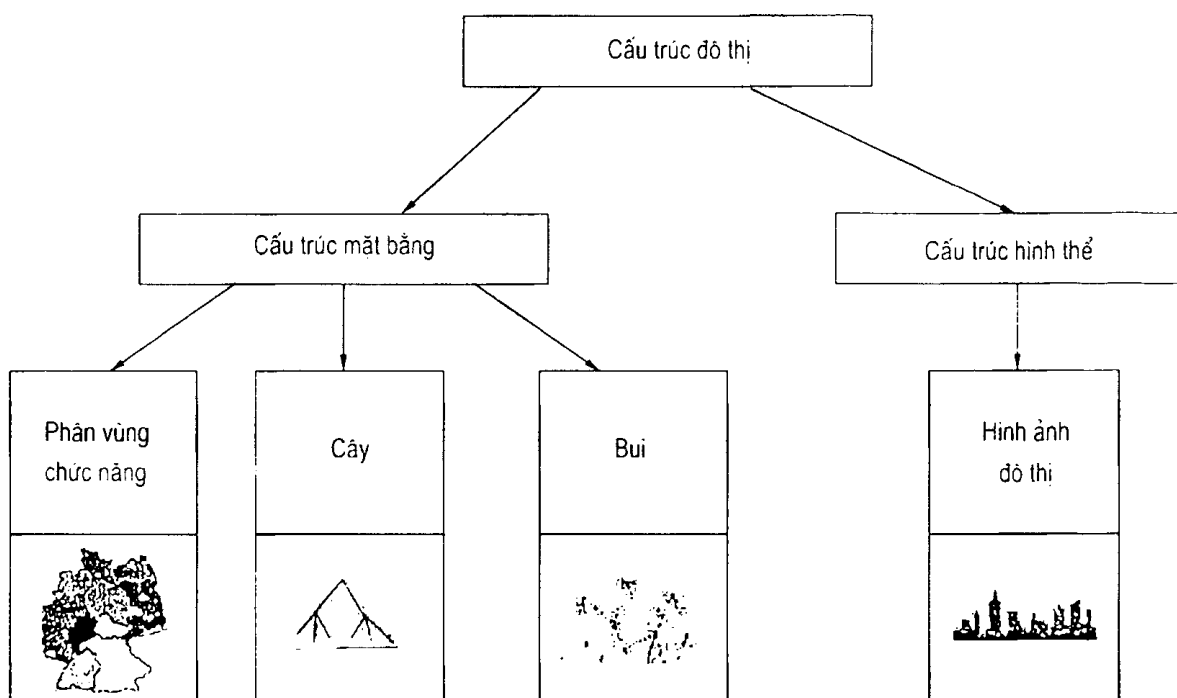 Cấu trúc đô thị
Cấu trúc mặt bằng
Cấu trúc hình thể
Phân vùng
chức năng
Cây
Bui
Hình ảnh
đô thị